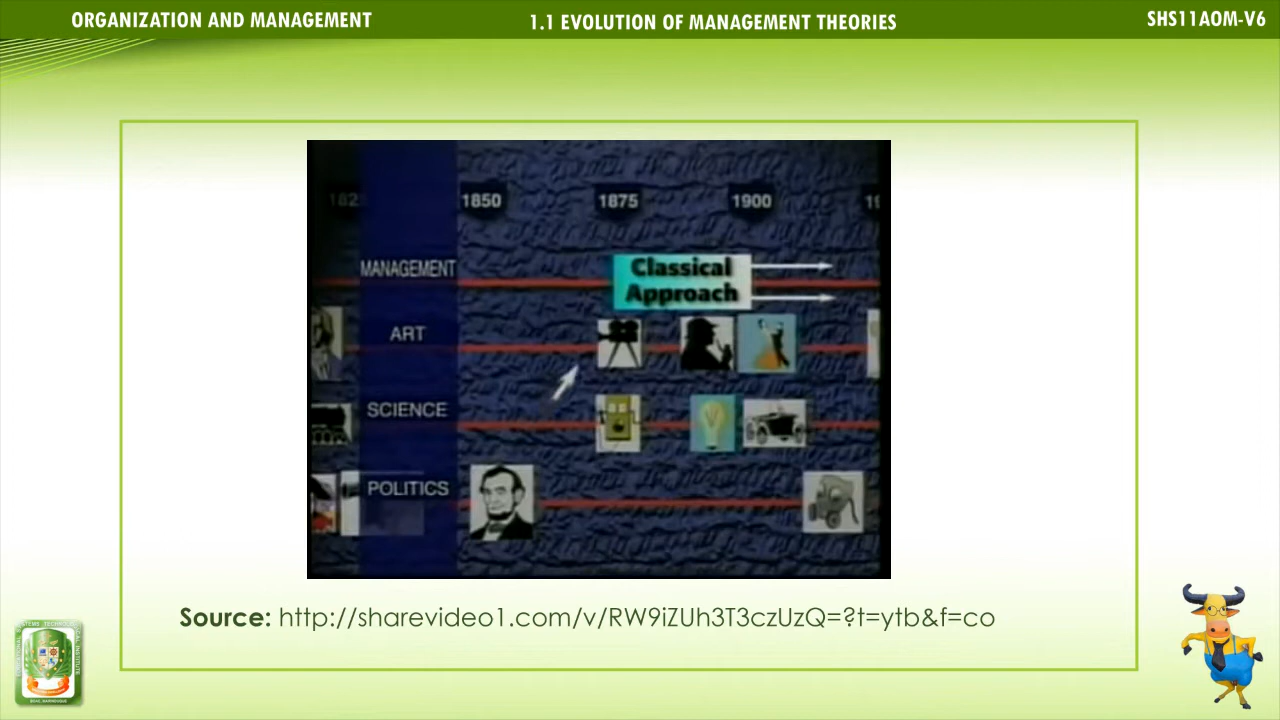 ORGANIZATION AND MANAGEMENT
1.1 EVOLUTION OF MANAGEMENT THEORIES
SHS11AOM-V6
1850 1875 1900
MANAGEMENT
Classical
Approach
ART
SCIENCE
POLITICS
Source: http://sharevideo1.com/v/RW9iZUh3T3czUzQ=?t=ytb&f=co